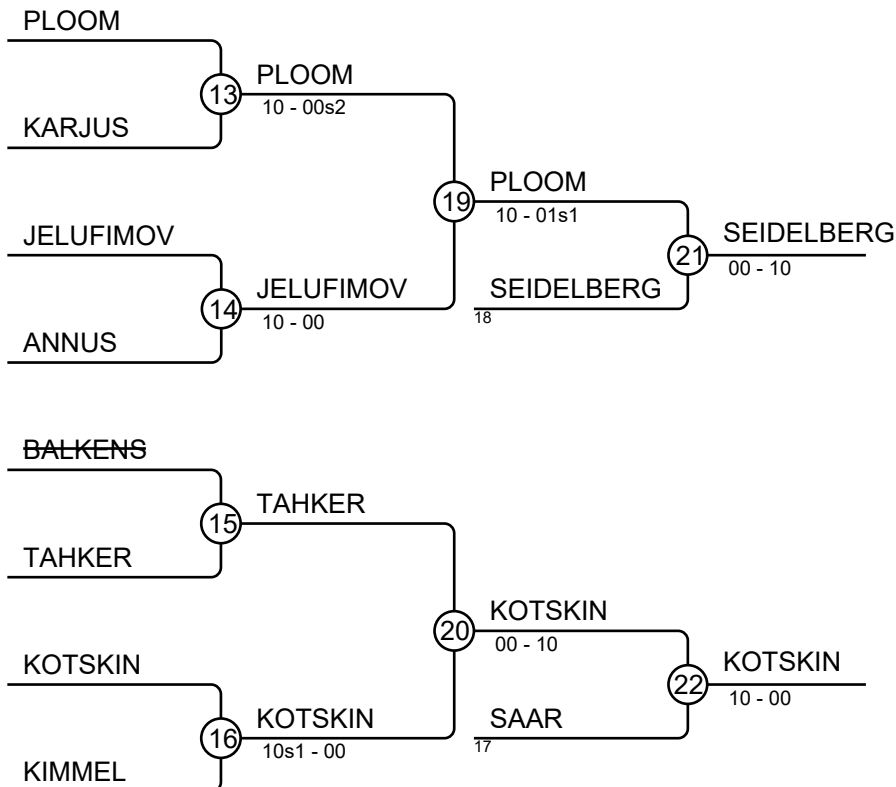 PLOOM
13
PLOOM
10 - 00s2
KARJUS
19
PLOOM
10 - 01s1
JELUFIMOV
14
JELUFIMOV
10 - 00
ANNUS
SEIDELBERG
18
21
SEIDELBERG
00 - 10
BALKENS
15
TAHKER
TAHKER
20
KOTSKIN
00 - 10
KOTSKIN
16
KOTSKIN
10s1 - 00
KIMMEL
SAAR
17
22
KOTSKIN
10 - 00